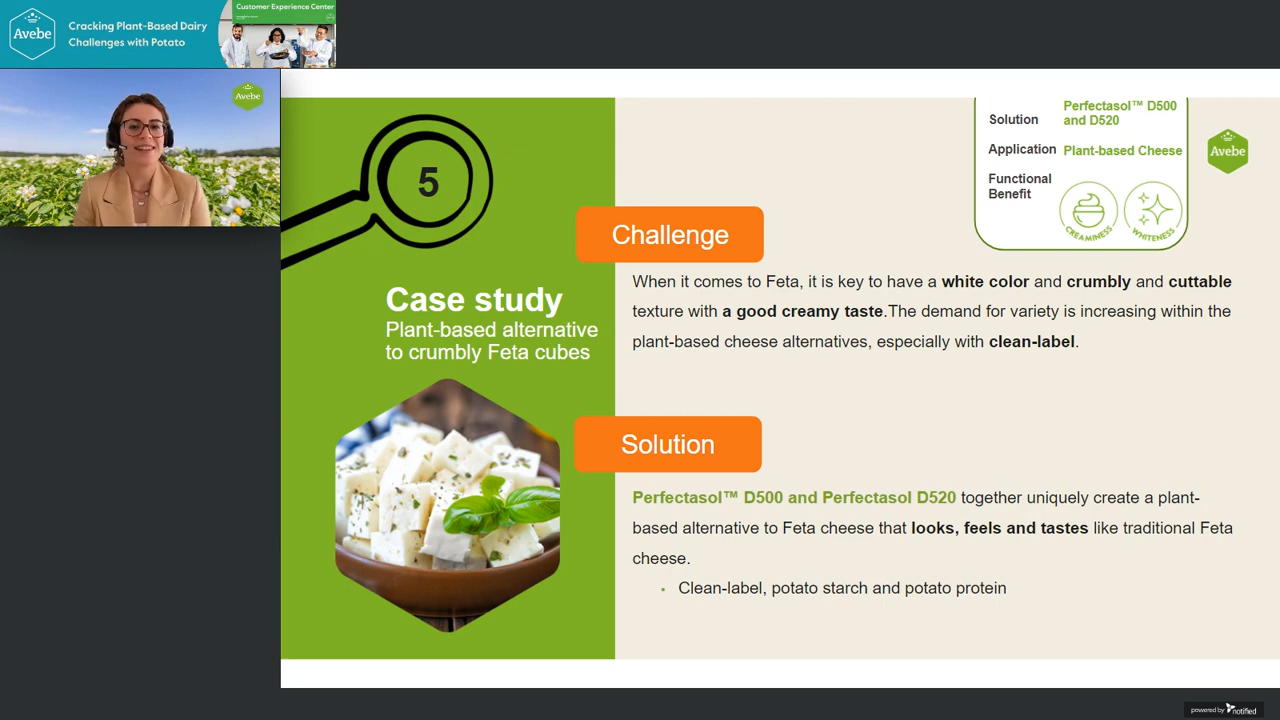 Avebe
Cracking Plant-Based Dairy
Challenges with Potato
Customer Experience Center
Avebe
5
Case study
Plant-based alternative
to crumbly Feta cubes
Solution Perfectasol™ D500
and D520
Application Plant-based Cheese
Functional
Benefit
CREAMINESS
WHITENESS
Avebe
Challenge
When it comes to Feta, it is key to have a white color and crumbly and cuttable
texture with a good creamy taste.The demand for variety is increasing within the
plant-based cheese alternatives, especially with clean-label.
Solution
Perfectasol™ D500 and Perfectasol D520 together uniquely create a plant-
based alternative to Feta cheese that looks, feels and tastes like traditional Feta
cheese.
• Clean-label, potato starch and potato protein
powered by notified